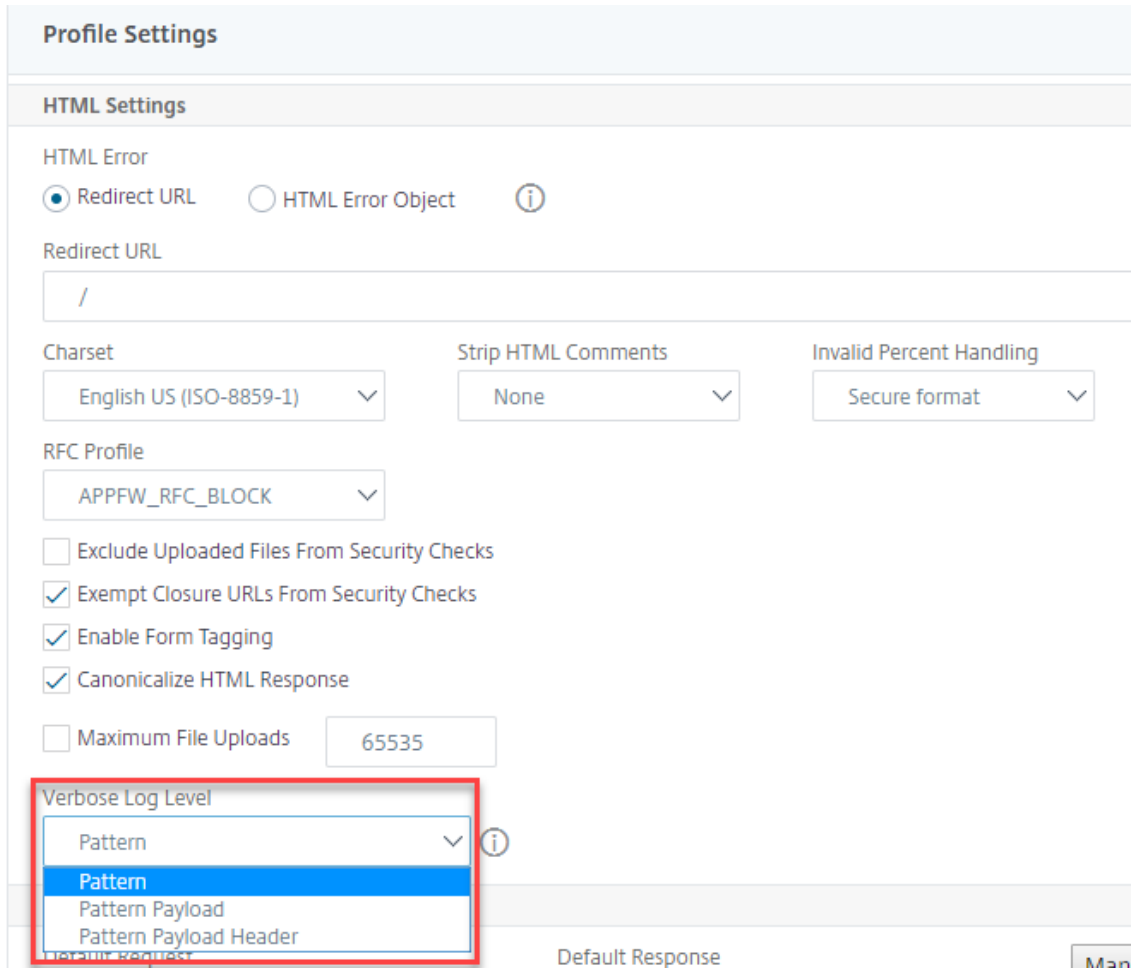 Profile Settings
HTML Settings
HTML Error
Redirect URL HTML Error Object
Redirect URL
/
Charset Strip HTML Comments Invalid Percent Handling
English US (ISO-8859-1) None Secure format
RFC Profile
APPFW_RFC_BLOCK
Exclude Uploaded Files From Security Checks
Exempt Closure URLs From Security Checks
Enable Form Tagging
Canonicalize HTML Response
Maximum File Uploads 65535
Verbose Log Level
Pattern
Pattern
Pattern Payload
Pattern Payload Header
Default Request Default Response